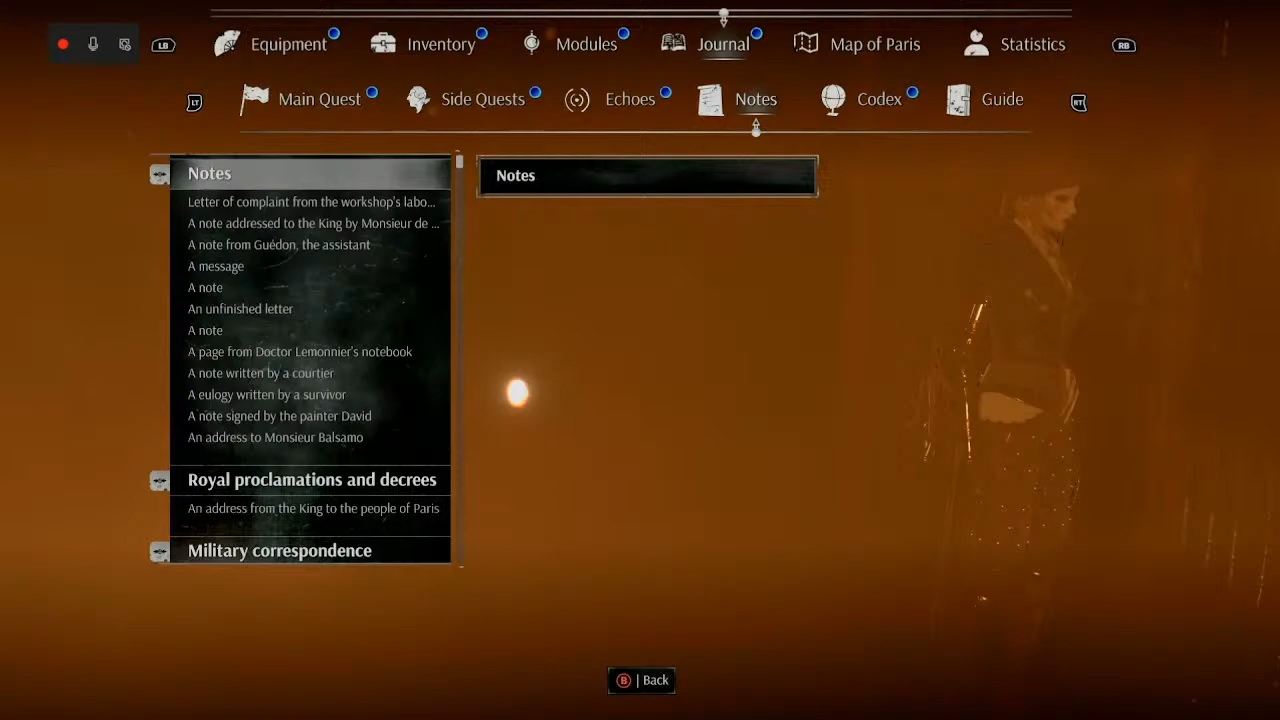 LB Equipment Inventory Modules Journal Map of Paris Statistics RB
LT Main Quest Side Quests Echoes Notes Codex Guide RT
Notes
Letter of complaint from the workshop's labo...
A note addressed to the King by Monsieur de ...
A note from Guédon, the assistant
A message
A note
An unfinished letter
A note
A page from Doctor Lemonnier's notebook
A note written by a courtier
A eulogy written by a survivor
A note signed by the painter David
An address to Monsieur Balsamo
Royal proclamations and decrees
An address from the King to the people of Paris
Military correspondence
Notes
B | Back